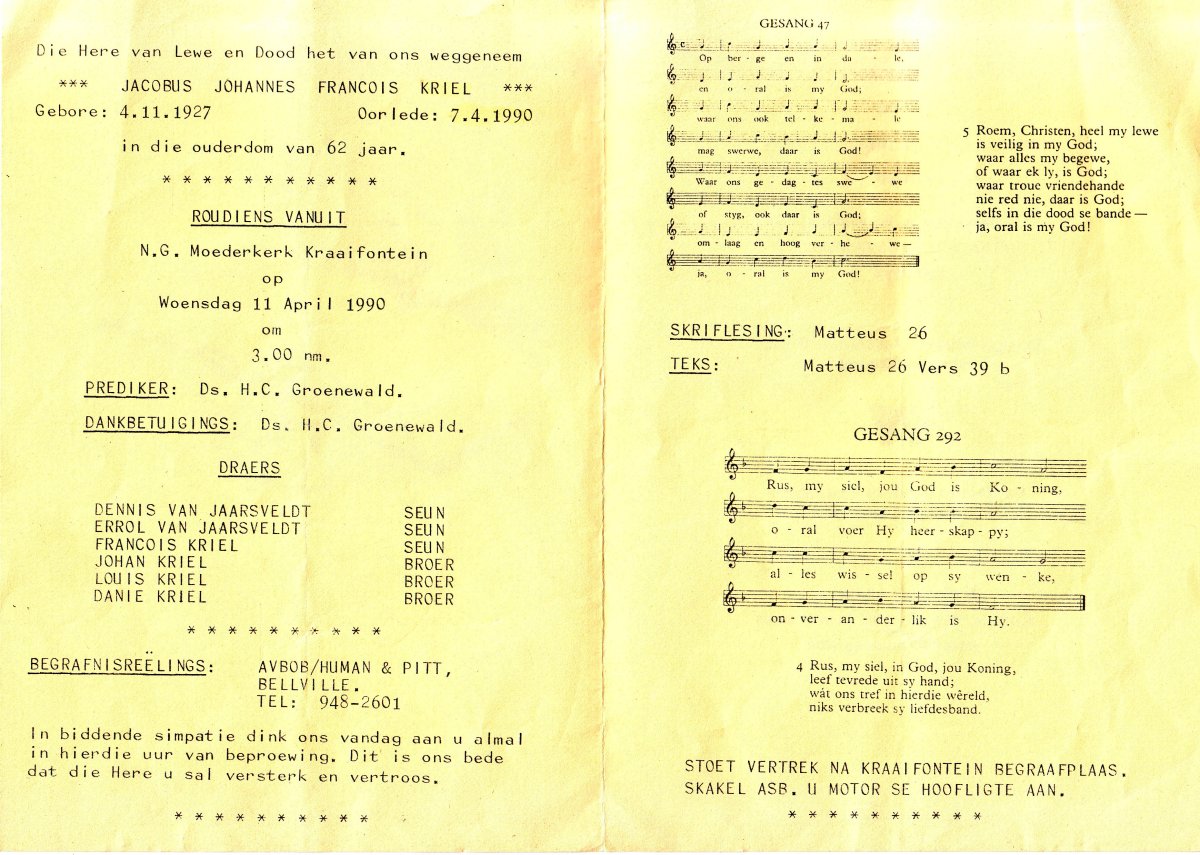 Die Here van Lewe en Dood het van ons weggeneem
*** JACOBUS JOHANNES FRANCOIS KRIEL ***
Gebore: 4.11.1927 Oorlede: 7.4.1990
in die ouderdom van 62 jaar.
* * * * * * * * * * *
ROUDIENS VANUIT
N.G. Moederkerk Kraaifontein
op
Woensdag 11 April 1990
om
3.00 nm.
PREDIKER: Ds. H.C. Groenewald.
DANKBETUIGINGS: Ds. H.C. Groenewald.
DRAERS
DENNIS VAN JAARSVELDT SEUN
ERROL VAN JAARSVELDT SEUN
FRANCOIS KRIEL SEUN
JOHAN KRIEL BROER
LOUIS KRIEL BROER
DANIE KRIEL BROER
* * * * * * * * * *
BEGRAFNISREËLINGS: AVBOB/HUMAN & PITT,
BELLVILLE.
TEL: 948-2601
In biddende simpatie dink ons vandag aan u almal
in hierdie uur van beproewing. Dit is ons bede
dat die Here u sal versterk en vertroos.
* * * * * * * * * *
GESANG 47
Op ber - ge en in da - le,
en o - ral is my God;
waar ons ook tel - ke - ma - le
mag swerwe, daar is God!
Waar ons ge - dag - tes swe - we
of styg, ook daar is God;
om - laag en hoog ver - he - we —
ja, o - ral is my God!
5 Roem, Christen, heel my lewe
is veilig in my God;
waar alles my begewe,
of waar ek ly, is God;
waar troue vriendehande
nie red nie, daar is God;
selfs in die dood se bande —
ja, oral is my God!
SKRIFLESING: Matteus 26
TEKS: Matteus 26 Vers 39 b
GESANG 292
Rus, my siel, jou God is Ko - ning,
o - ral voer Hy heer - skap - py;
al - les wis - sel op sy wen - ke,
on - ver - an - der - lik is Hy.
4 Rus, my siel, in God, jou Koning,
leef tevrede uit sy hand;
wát ons tref in hierdie wêreld,
niks verbreek sy liefdesband.
STOET VERTREK NA KRAAIFONTEIN BEGRAAFPLAAS.
SKAKEL ASB. U MOTOR SE HOOFLIGTE AAN.
* * * * * * * * * *